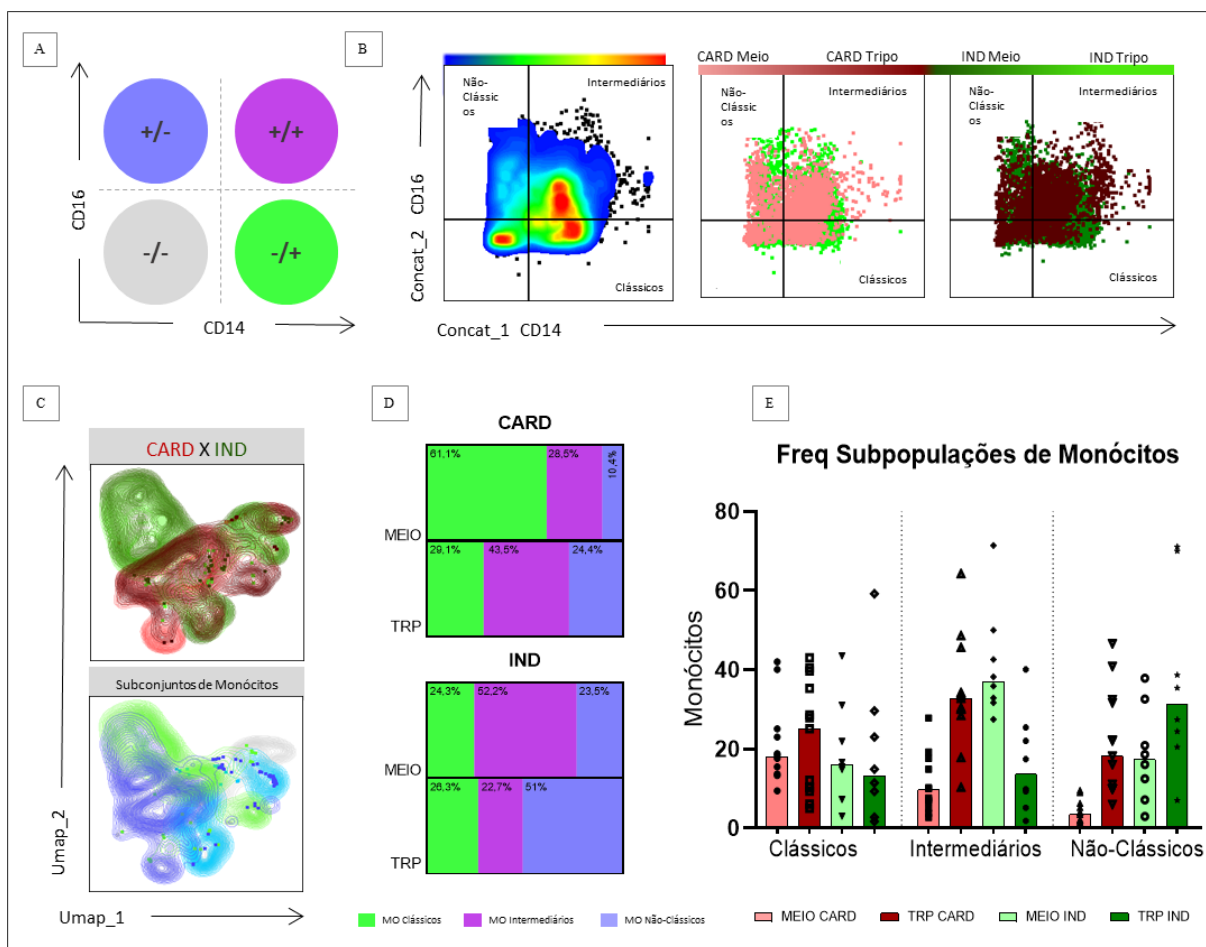 A
CD16
+/-
+/+
-/-
-/+
CD14
B
Concat_2 CD16
Não-
Clássic
os
Intermediários
Clássicos
CARD Meio
CARD Tripo
IND Meio
IND Tripo
Não-
Clássic
os
Intermediários
Clássicos
Não-
Clássic
os
Intermediários
Clássicos
Concat_1 CD14
C
CARD X IND
Subconjuntos de Monócitos
Umap_2
Umap_1
D
CARD
61,1%
28,5%
10,4%
MEIO
29,1%
43,5%
24,4%
TRP
IND
24,3%
52,2%
23,5%
MEIO
26,3%
22,7%
51%
TRP
MO Clássicos
MO Intermediários
MO Não-Clássicos
E
Freq Subpopulações de Monócitos
Monócitos
80
60
40
20
0
Clássicos
Intermediários
Não-Clássicos
MEIO CARD
TRP CARD
MEIO IND
TRP IND